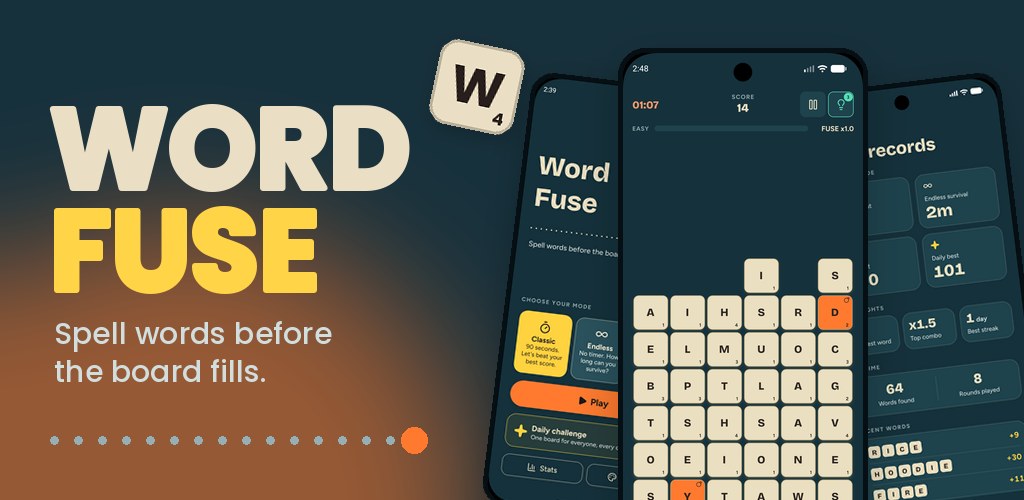 WORD
FUSE
Spell words before
the board fills.
W
4
2:39
Word
Fuse
Spell words before the
CHOOSE YOUR MODE
Classic
90 seconds.
Let's beat your
best score.
Endless
No timer. How
long can you
survive?
Play
Daily challenge
One board for everyone, every
Stats
2:48
01:07
SCORE
14
EASY
FUSE x1.0
I S
A I H S R D
E L M U O C
B P T L A G
T S H S A V
O E I O N E
S Y T A W S
records
Endless survival
2m
Daily best
101
x1.5
Top combo
1 day
Best streak
64
Words found
8
Rounds played
WORDS
RICE
+9
HOODIE
+30
FIRE
+11